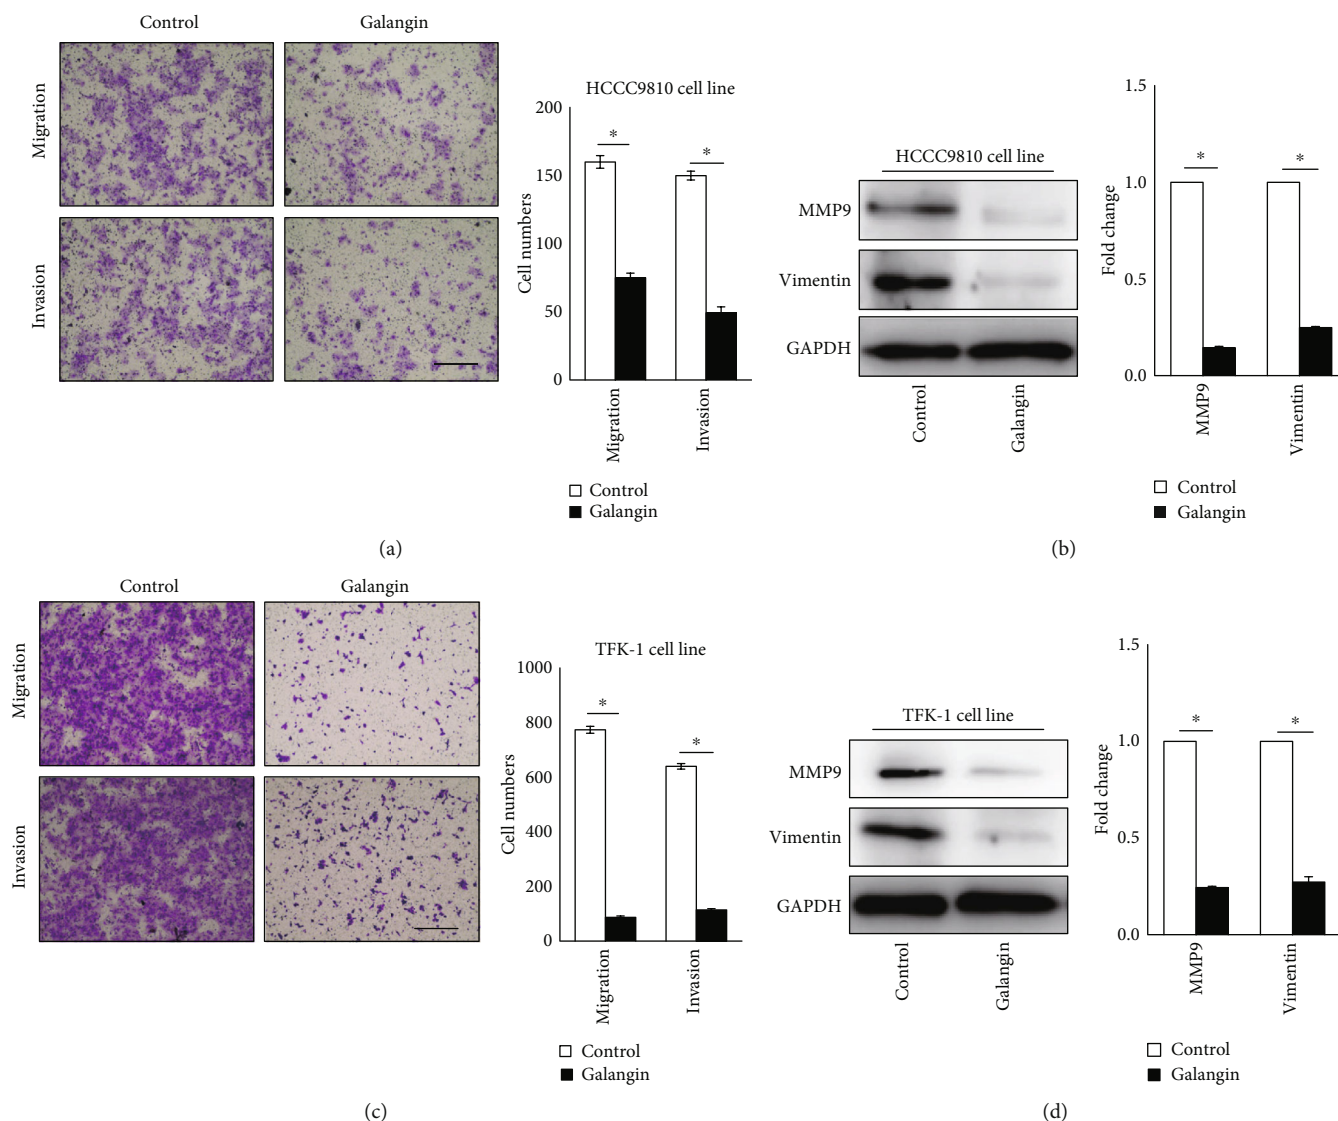 Control
Galangin
Migration
Invasion
HCCC9810 cell line
Cell numbers
200
150
100
50
0
*
*
Migration
Invasion
Control
Galangin
(a)
HCCC9810 cell line
MMP9
Vimentin
GAPDH
Control
Galangin
Fold change
1.5
1.0
0.5
0.0
*
*
MMP9
Vimentin
Control
Galangin
(b)
Control
Galangin
Migration
Invasion
TFK-1 cell line
Cell numbers
1000
800
600
400
200
0
*
*
Migration
Invasion
Control
Galangin
(c)
TFK-1 cell line
MMP9
Vimentin
GAPDH
Control
Galangin
Fold change
1.5
1.0
0.5
0.0
*
*
MMP9
Vimentin
Control
Galangin
(d)